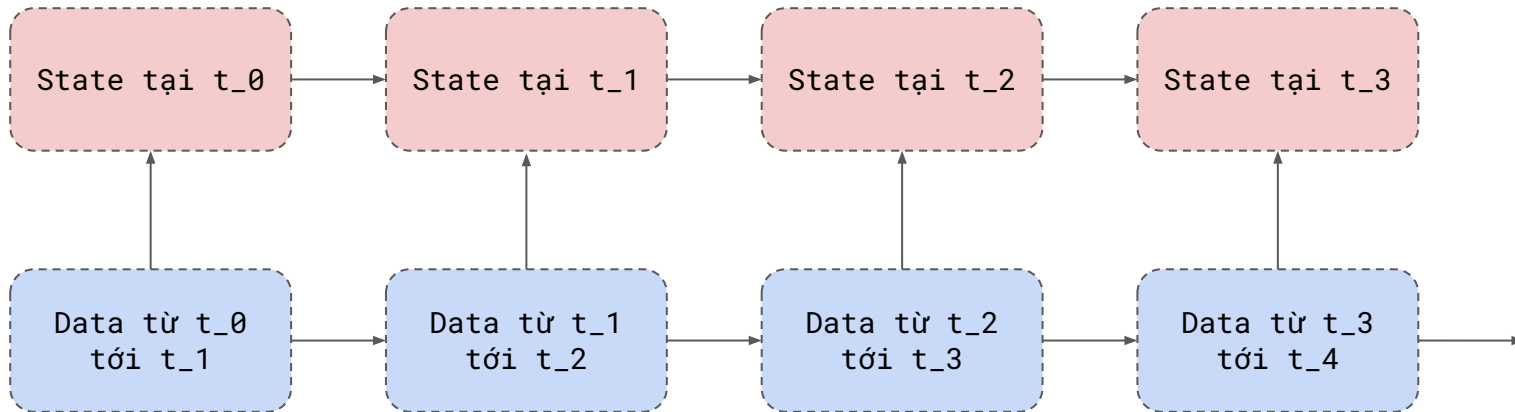 State tại t_0
State tại t_1
State tại t_2
State tại t_3
Data từ t_0
tới t_1
Data từ t_1
tới t_2
Data từ t_2
tới t_3
Data từ t_3
tới t_4